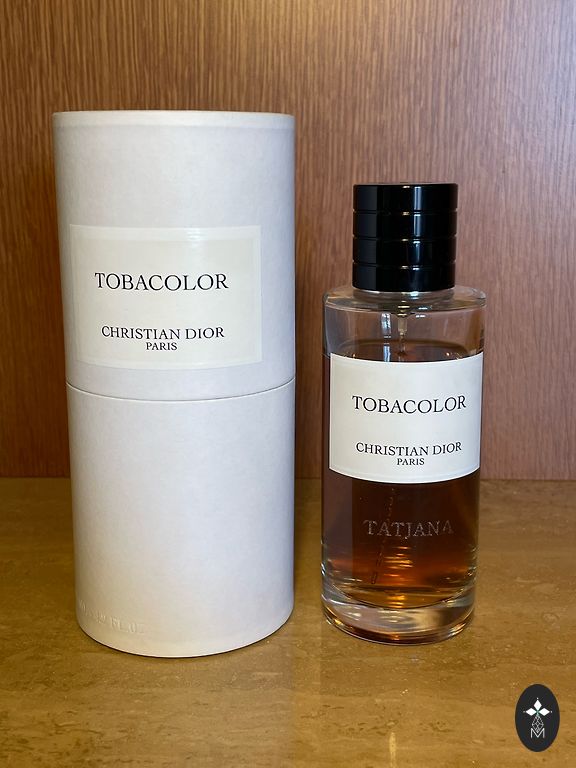 TOBACOLOR
CHRISTIAN DIOR
PARIS
TOBACOLOR
CHRISTIAN DIOR
PARIS
TATJANA
M